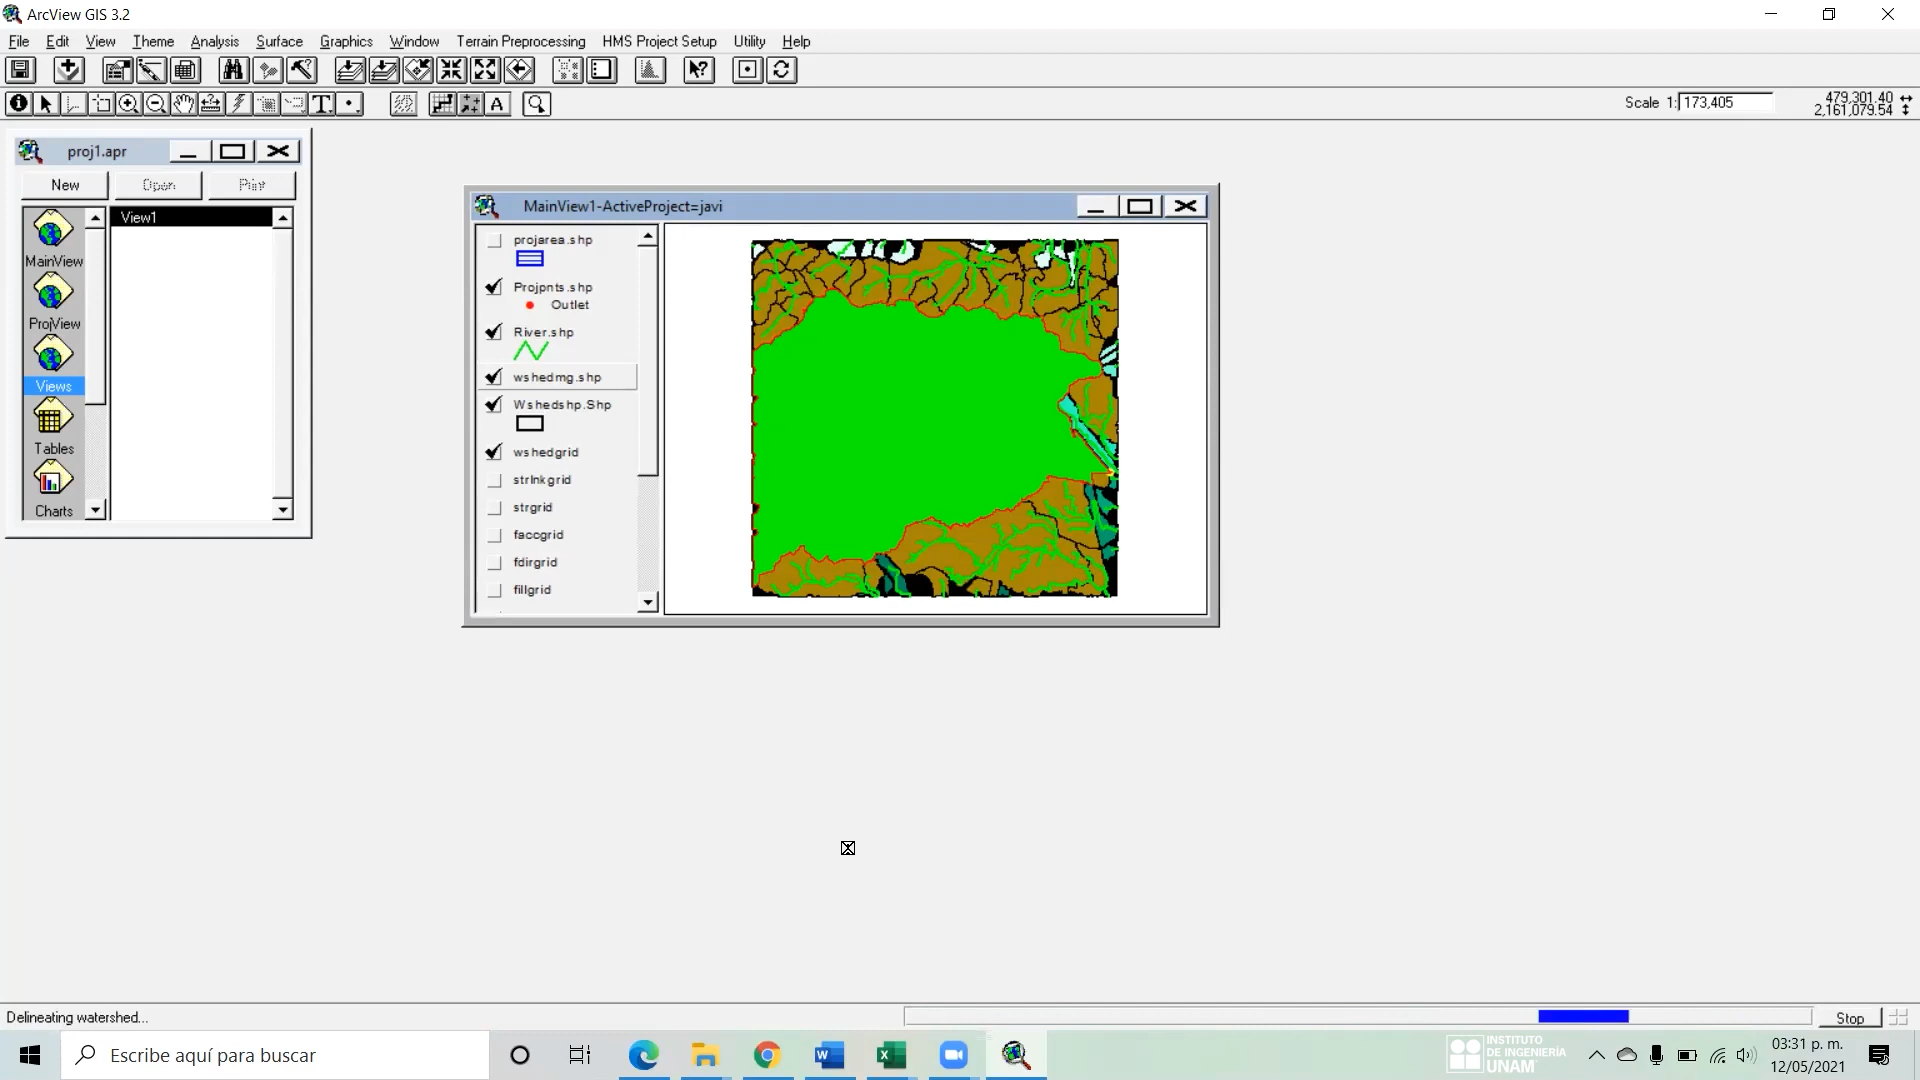 ArcView GIS 3.2
File Edit View Theme Analysis Surface Graphics Window Terrain Preprocessing HMS Project Setup Utility Help
Scale 1: 173,405
479,301.40
2,161,079.54
proj1.apr
New Open Print
View1
MainView
ProjView
Views
Tables
Charts
MainView1-ActiveProject=javi
projarea.shp
Projpnts.shp
Outlet
River.shp
wshedmg.shp
Wshedshp.Shp
wshedgrid
strlnkgrid
strgrid
faccgrid
fdirgrid
fillgrid
Delineating watershed...
Stop
Escribe aquí para buscar
INSTITUTO
DE INGENIERÍA
UNAM
03:31 p. m.
12/05/2021